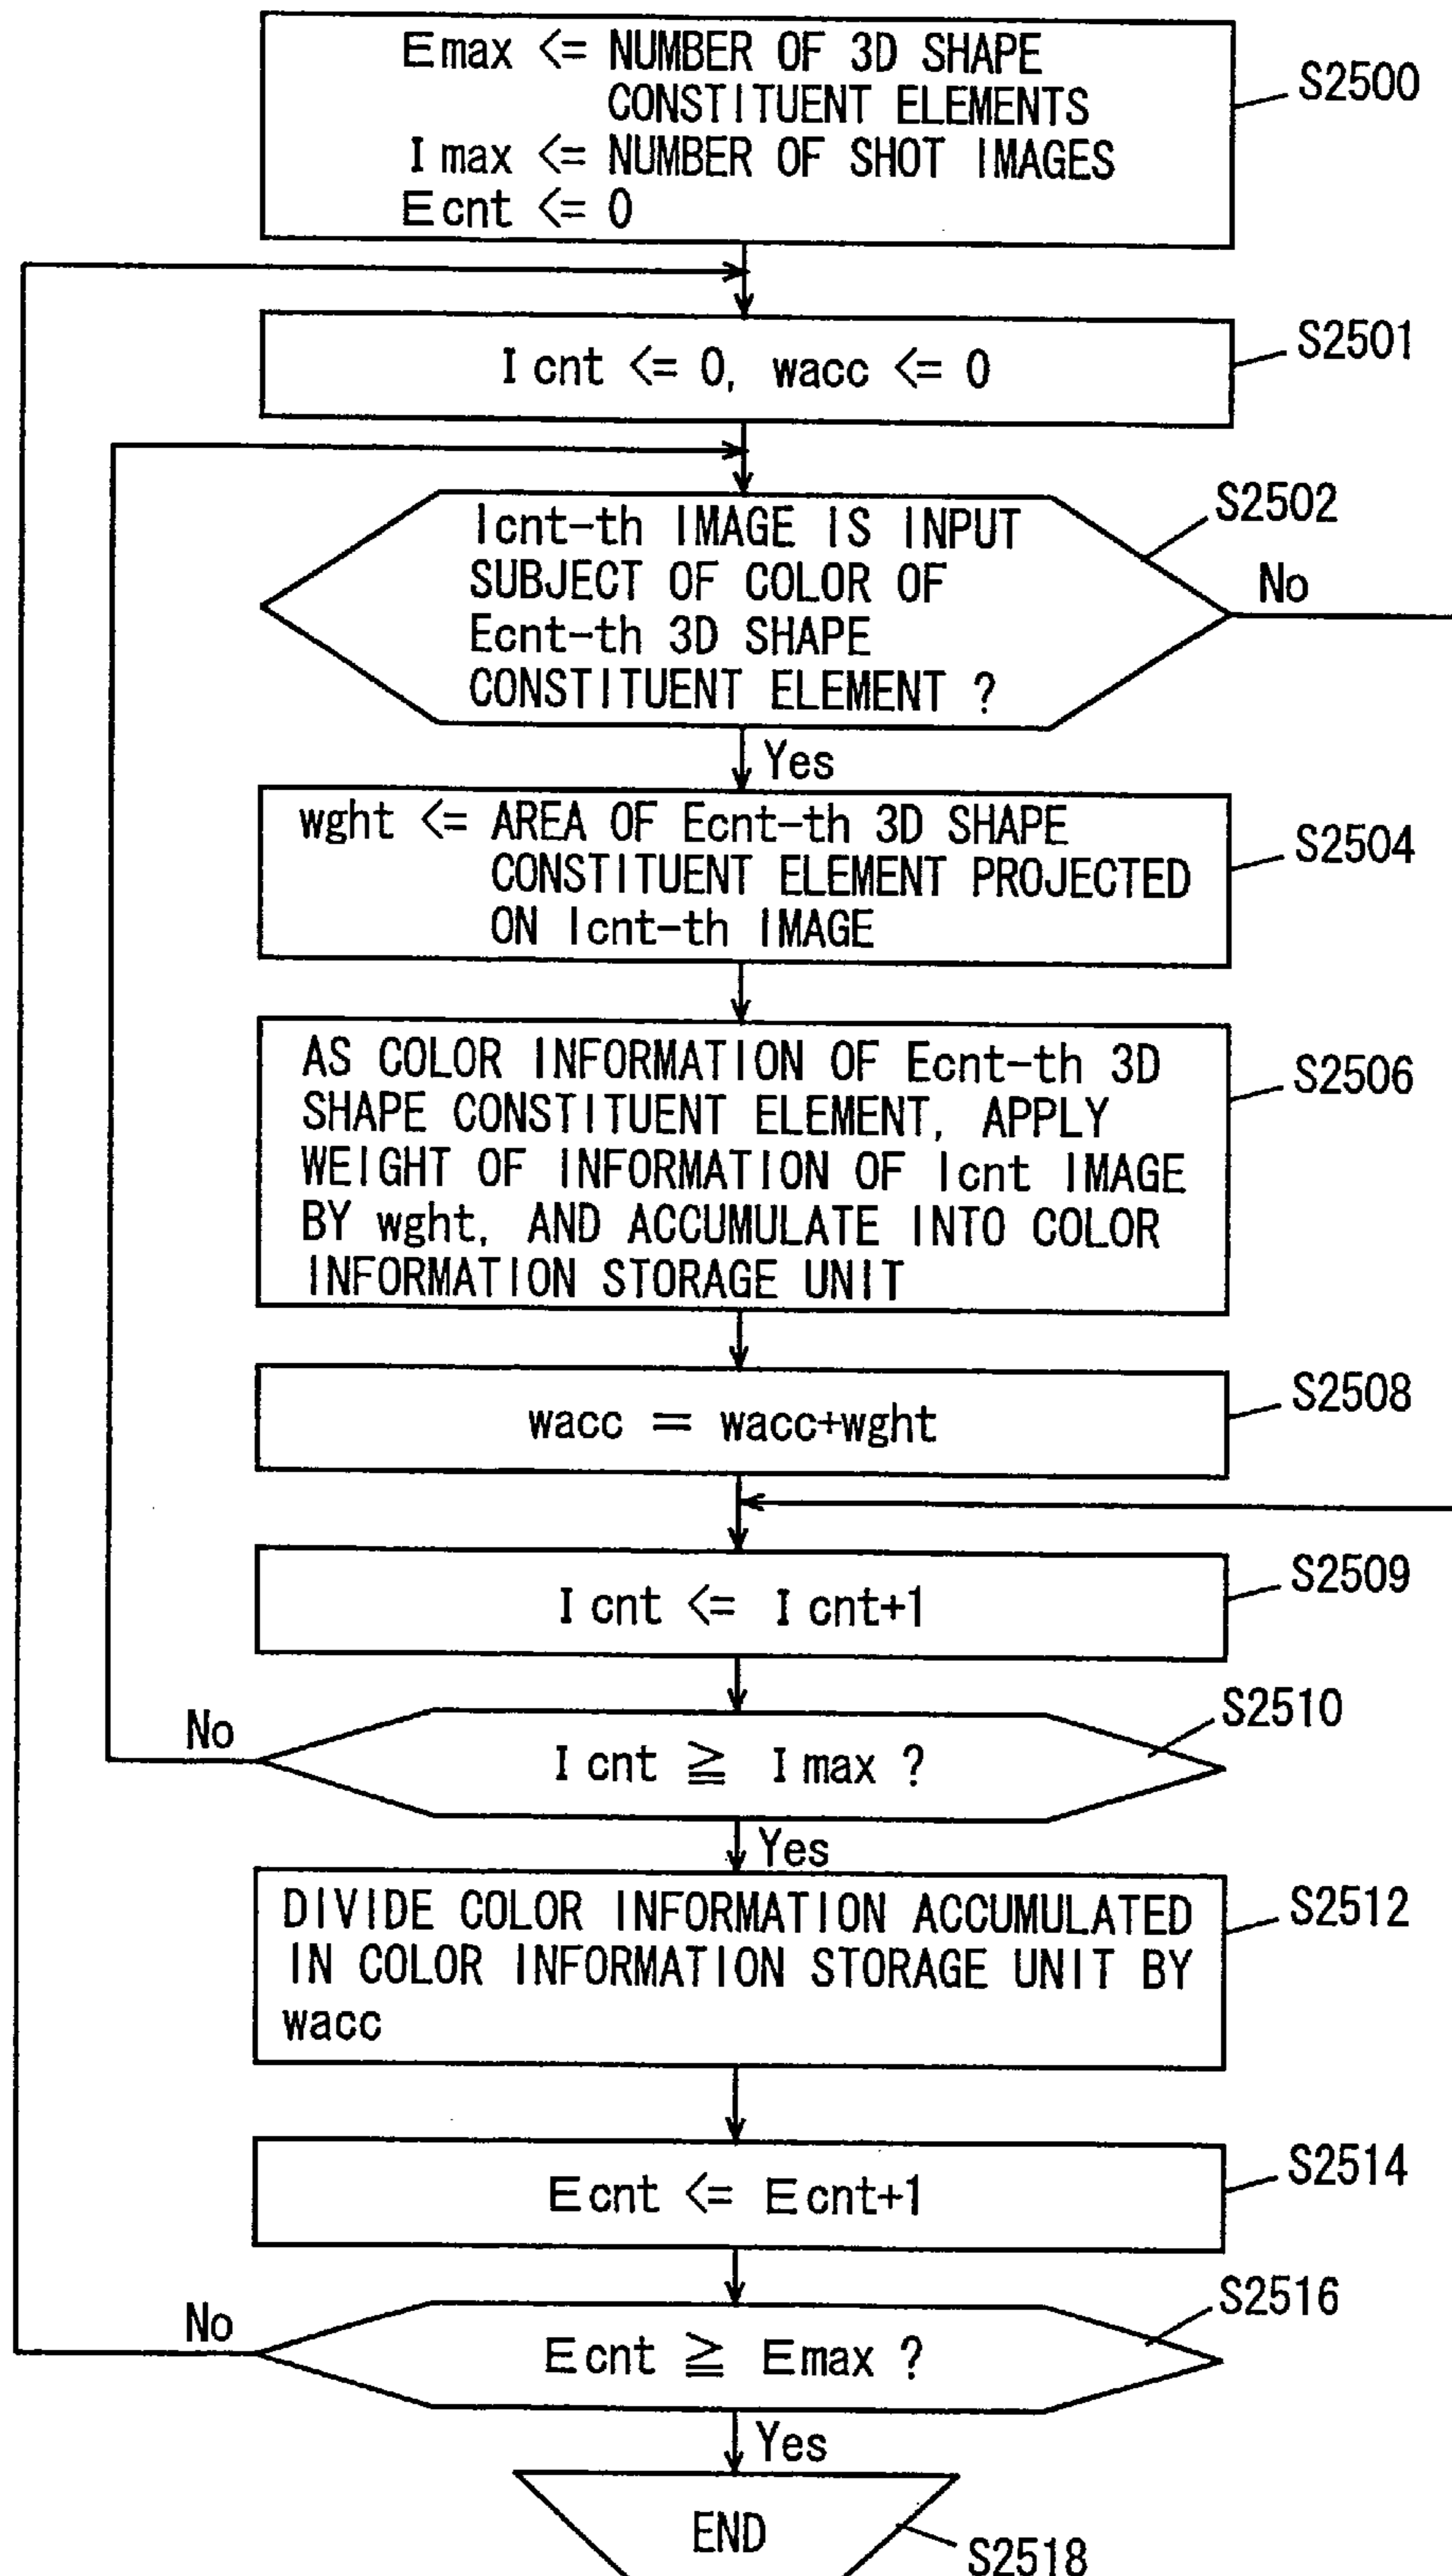 Emax <= NUMBER OF 3D SHAPE
CONSTITUENT ELEMENTS
Imax <= NUMBER OF SHOT IMAGES
Ecnt <= 0
S2500
Icnt <= 0, wacc <= 0
S2501
Icnt-th IMAGE IS INPUT
SUBJECT OF COLOR OF
Ecnt-th 3D SHAPE
CONSTITUENT ELEMENT ?
S2502
No
Yes
wght <= AREA OF Ecnt-th 3D SHAPE
CONSTITUENT ELEMENT PROJECTED
ON Icnt-th IMAGE
S2504
AS COLOR INFORMATION OF Ecnt-th 3D
SHAPE CONSTITUENT ELEMENT, APPLY
WEIGHT OF INFORMATION OF Icnt IMAGE
BY wght, AND ACCUMULATE INTO COLOR
INFORMATION STORAGE UNIT
S2506
wacc = wacc+wght
S2508
Icnt <= Icnt+1
S2509
No
Icnt ≧ Imax ?
S2510
Yes
DIVIDE COLOR INFORMATION ACCUMULATED
IN COLOR INFORMATION STORAGE UNIT BY
wacc
S2512
Ecnt <= Ecnt+1
S2514
No
Ecnt ≧ Emax ?
S2516
Yes
END
S2518